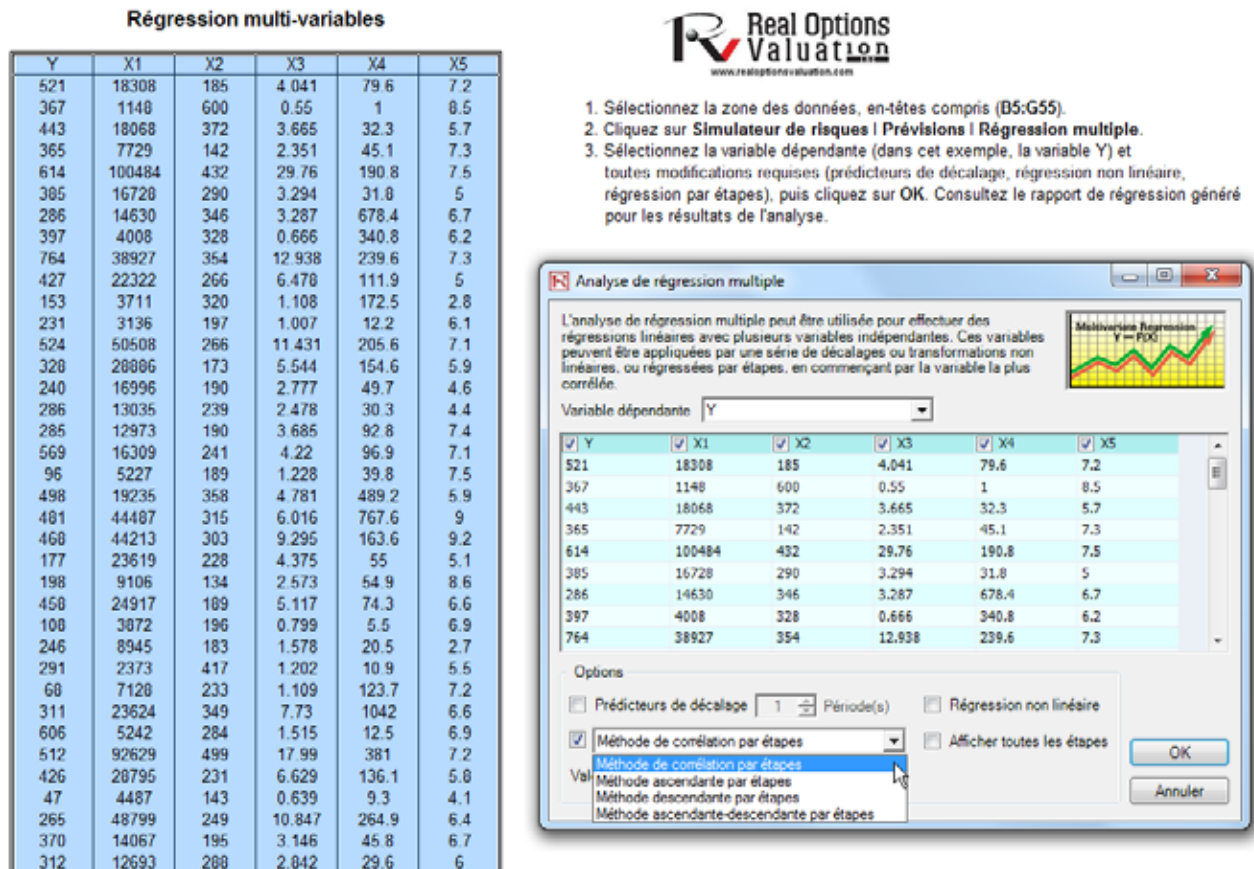 Régression multi-variables
Y X1 X2 X3 X4 X5
521 18308 185 4.041 79.6 7.2
367 1148 600 0.55 1 8.5
443 18068 372 3.665 32.3 5.7
365 7729 142 2.351 45.1 7.3
614 100484 432 29.76 190.8 7.5
385 16728 290 3.294 31.8 5
286 14630 346 3.287 678.4 6.7
397 4008 328 0.666 340.8 6.2
764 38927 354 12.938 239.6 7.3
427 22322 266 6.478 111.9 5
153 3711 320 1.108 172.5 2.8
231 3136 197 1.007 12.2 6.1
524 50508 266 11.431 205.6 7.1
328 28886 173 5.544 154.6 5.9
240 16996 190 2.777 49.7 4.6
286 13035 239 2.478 30.3 4.4
285 12973 190 3.685 92.8 7.4
569 16309 241 4.22 96.9 7.1
96 5227 189 1.228 39.8 7.5
498 19235 358 4.781 489.2 5.9
481 44487 315 6.016 767.6 9
468 44213 303 9.295 163.6 9.2
177 23619 228 4.375 55 5.1
198 9106 134 2.573 54.9 8.6
458 24917 189 5.117 74.3 6.6
108 3872 196 0.799 5.5 6.9
246 8945 183 1.578 20.5 2.7
291 2373 417 1.202 10.9 5.5
68 7128 233 1.109 123.7 7.2
311 23624 349 7.73 1042 6.6
606 5242 284 1.515 12.5 6.9
512 92629 499 17.99 381 7.2
426 28795 231 6.629 136.1 5.8
47 4487 143 0.639 9.3 4.1
265 48799 249 10.847 264.9 6.4
370 14067 195 3.146 45.8 6.7
312 12693 288 2.842 29.6 6
Real Options
Valuation
www.realoptionsvaluation.com
1. Sélectionnez la zone des données, en-têtes compris (B5:G55).
2. Cliquez sur Simulateur de risques | Prévisions | Régression multiple.
3. Sélectionnez la variable dépendante (dans cet exemple, la variable Y) et
toutes modifications requises (prédicteurs de décalage, régression non linéaire,
régression par étapes), puis cliquez sur OK. Consultez le rapport de régression généré
pour les résultats de l'analyse.
Analyse de régression multiple
L'analyse de régression multiple peut être utilisée pour effectuer des
régressions linéaires avec plusieurs variables indépendantes. Ces variables
peuvent être appliquées par une série de décalages ou transformations non
linéaires, ou régressées par étapes, en commençant par la variable la plus
corrélée.
Multivariate Regression
Y = F(X)
Variable dépendante Y
Y X1 X2 X3 X4 X5
521 18308 185 4.041 79.6 7.2
367 1148 600 0.55 1 8.5
443 18068 372 3.665 32.3 5.7
365 7729 142 2.351 45.1 7.3
614 100484 432 29.76 190.8 7.5
385 16728 290 3.294 31.8 5
286 14630 346 3.287 678.4 6.7
397 4008 328 0.666 340.8 6.2
764 38927 354 12.938 239.6 7.3
Options
Prédicteurs de décalage 1 Période(s) Régression non linéaire
Méthode de corrélation par étapes Afficher toutes les étapes
Méthode de corrélation par étapes
Méthode ascendante par étapes
Méthode descendante par étapes
Méthode ascendante-descendante par étapes
OK
Annuler